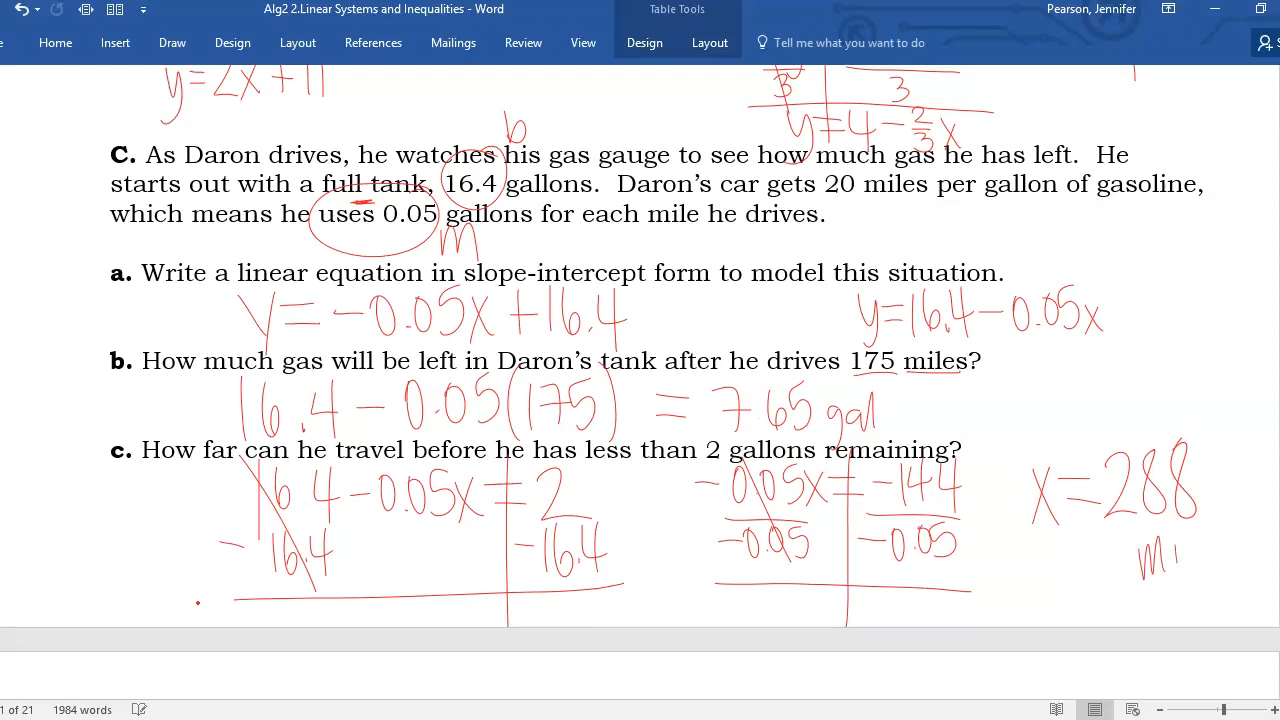 Alg2 2.Linear Systems and Inequalities - Word
Table Tools
Pearson, Jennifer
Home Insert Draw Design Layout References Mailings Review View Design Layout Tell me what you want to do
y=2x+11
3
3
y=4-2/3x
b
C. As Daron drives, he watches his gas gauge to see how much gas he has left. He
starts out with a full tank, 16.4 gallons. Daron's car gets 20 miles per gallon of gasoline,
which means he uses 0.05 gallons for each mile he drives.
m
a. Write a linear equation in slope-intercept form to model this situation.
y=-0.05x+16.4 y=16.4-0.05x
b. How much gas will be left in Daron's tank after he drives 175 miles?
16.4-0.05(175) = 7.65 gal
c. How far can he travel before he has less than 2 gallons remaining?
16.4-0.05x=2 -0.05x=-14.4 x=288
-16.4 -16.4 -0.05 -0.05 mi
1 of 21 1984 words